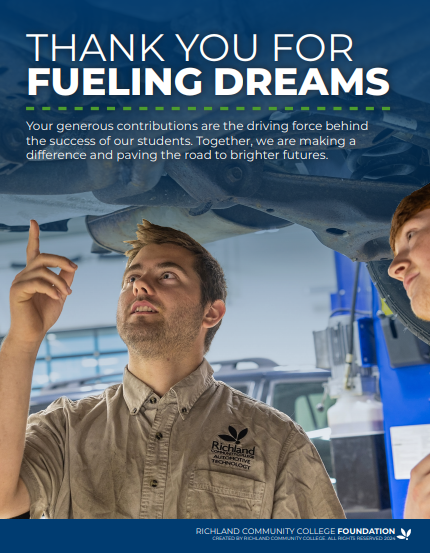 THANK YOU FOR
FUELING DREAMS
Your generous contributions are the driving force behind
the success of our students. Together, we are making a
difference and paving the road to brighter futures.
Richland
COMMUNITY COLLEGE
AUTOMOTIVE
TECHNOLOGY
RICHLAND COMMUNITY COLLEGE FOUNDATION
CREATED BY RICHLAND COMMUNITY COLLEGE. ALL RIGHTS RESERVED 2024